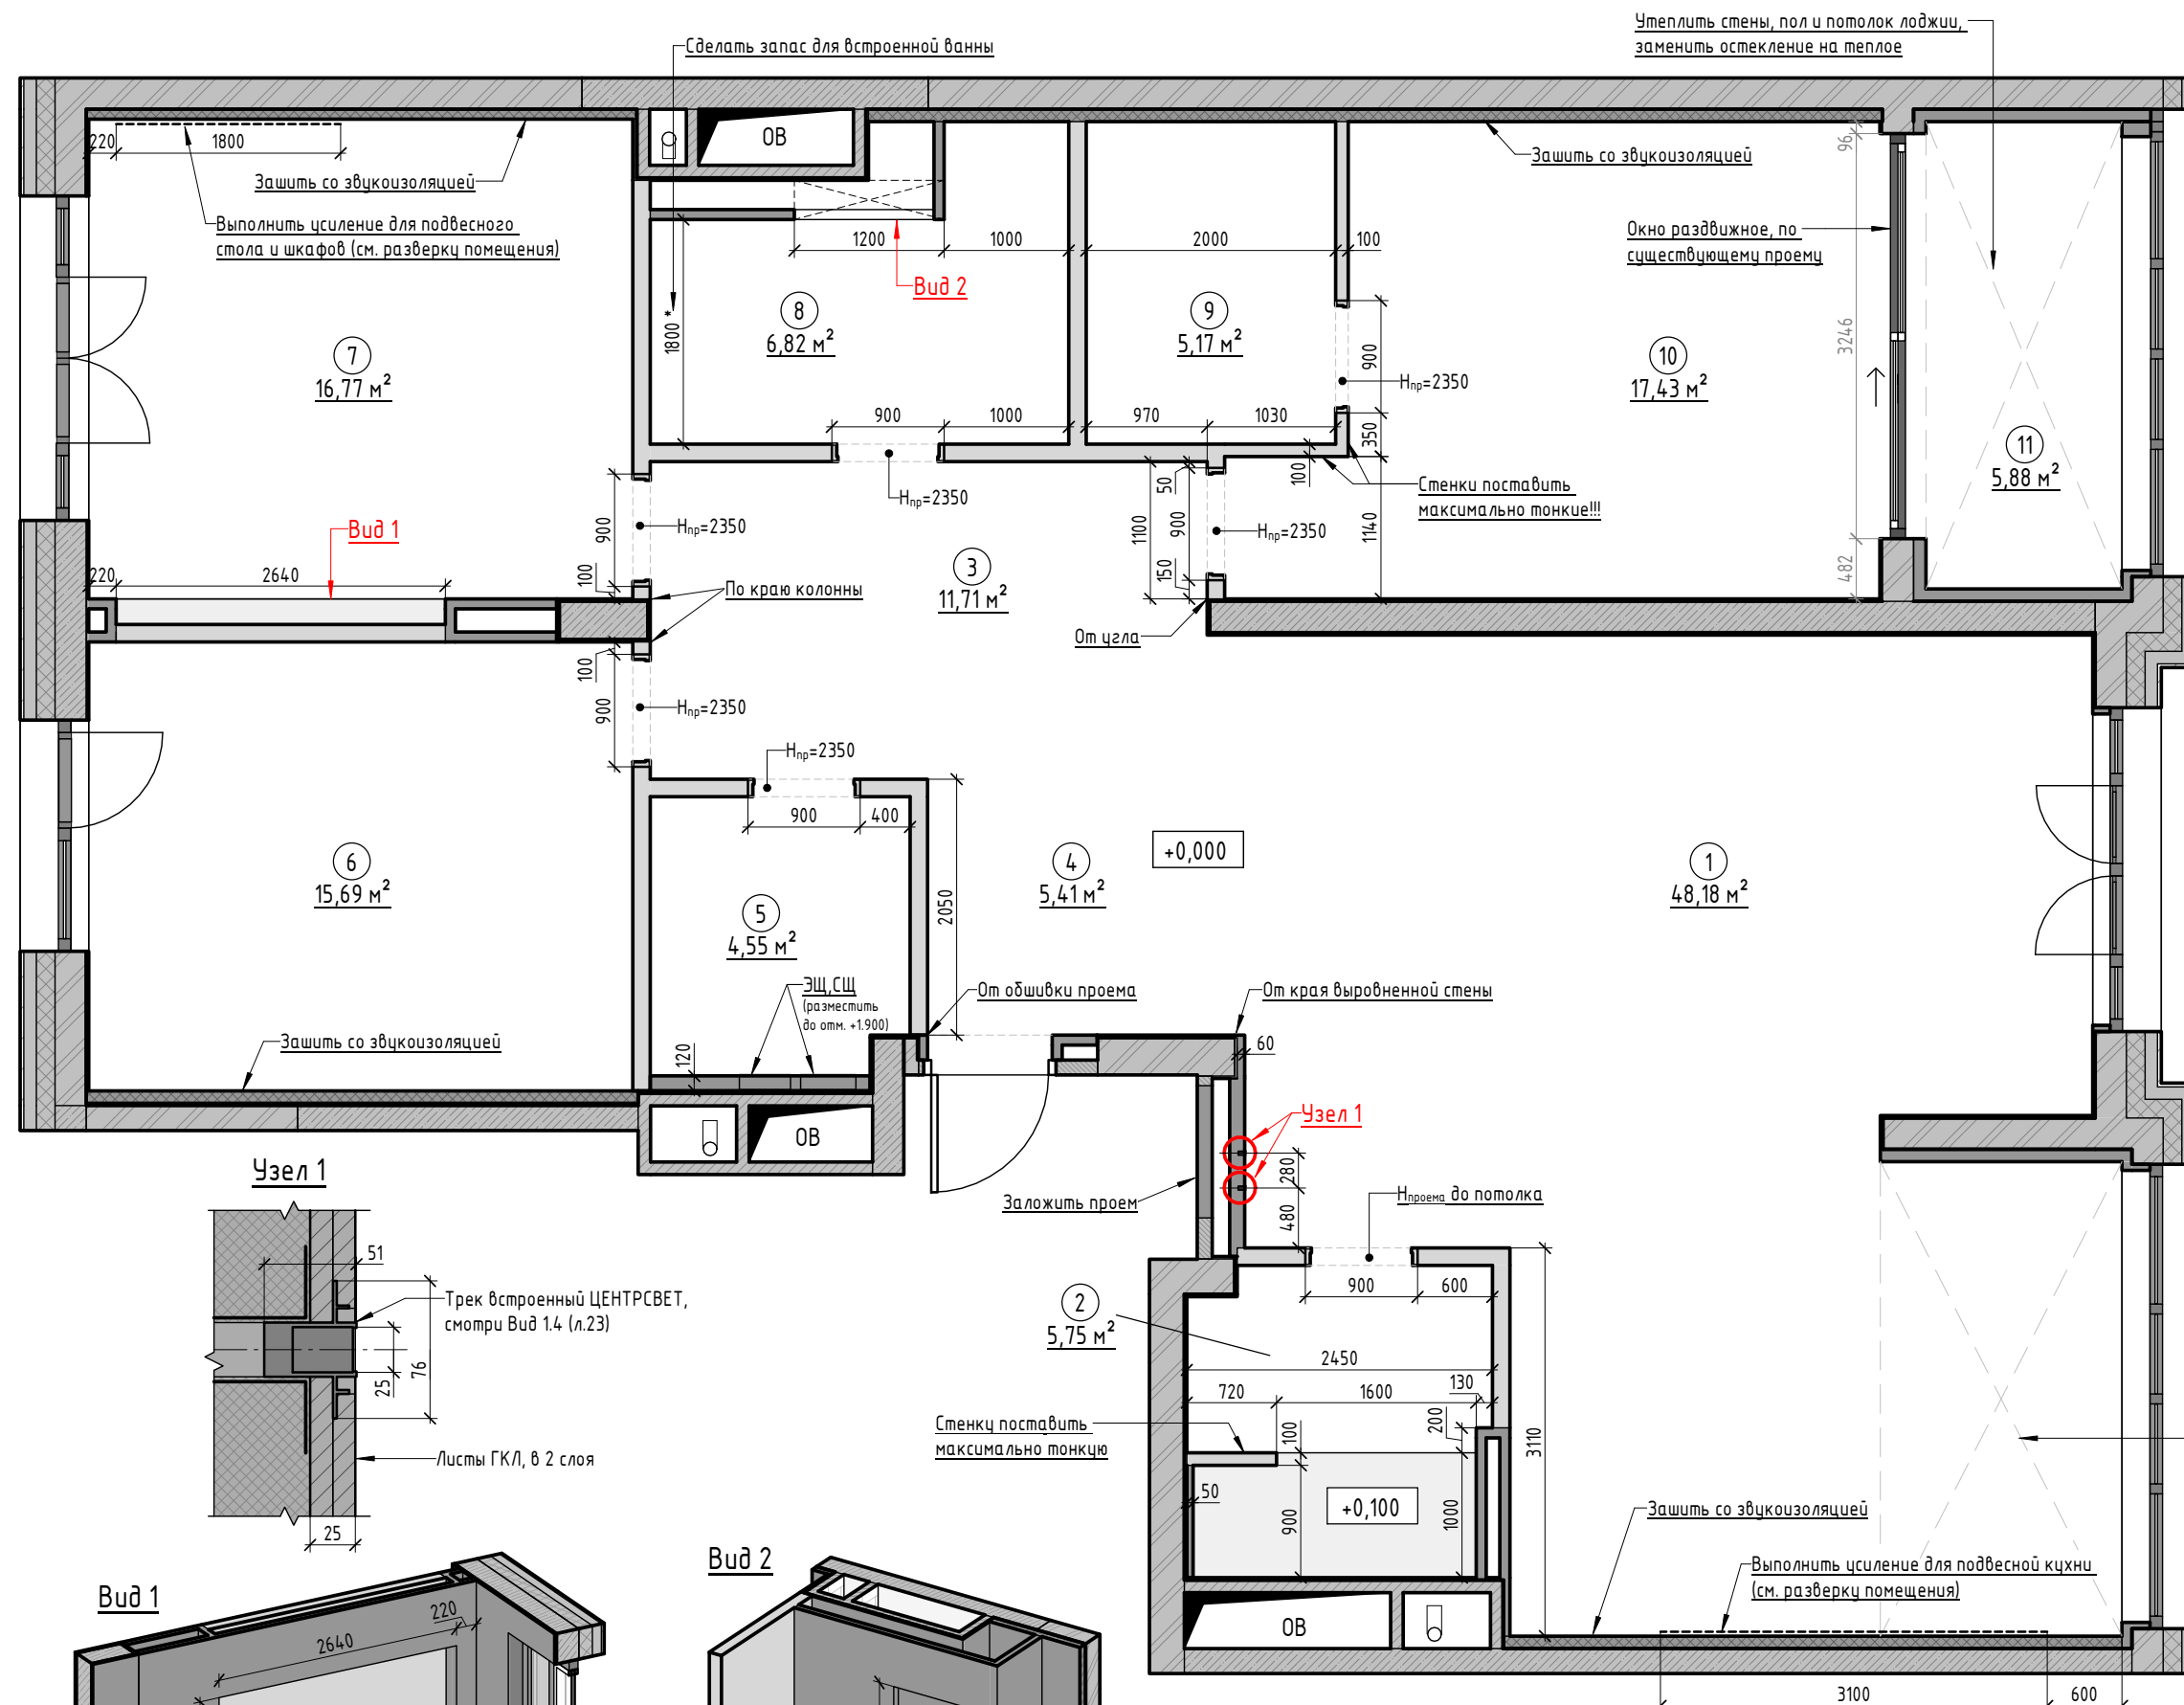 Сделать запас для встроенной ванны
Утеплить стены, пол и потолок лоджии,
заменить остекление на теплое
ОВ
220
1800
Зашить со звукоизоляцией
Выполнить усиление для подвесного
стола и шкафов (см. разверку помещения)
Зашить со звукоизоляцией
96
Окно раздвижное, по
существующему проему
1200
1000
2000
100
Вид 2
1800 *
8
6,82 м²
9
5,17 м²
7
16,77 м²
10
17,43 м²
3246
900
Нпр=2350
900
1000
970
1030
350
11
5,88 м²
50
100
Стенки поставить
максимально тонкие!!!
Нпр=2350
900
Нпр=2350
1100
900
Нпр=2350
1140
Вид 1
220
2640
100
По краю колонны
3
11,71 м²
150
482
От угла
100
900
Нпр=2350
Нпр=2350
900
400
+0,000
6
15,69 м²
4
5,41 м²
1
48,18 м²
5
4,55 м²
2050
ЭЩ,СЩ
(разместить
до отм. +1.900)
От обшивки проема
От края выровненной стены
Зашить со звукоизоляцией
120
60
ОВ
Узел 1
280
480
Заложить проем
Нпроема до потолка
Узел 1
51
Трек встроенный ЦЕНТРСВЕТ,
смотри Вид 1.4 (л.23)
76
25
Листы ГКЛ, в 2 слоя
25
2
5,75 м²
900
600
2450
720
1600
130
Стенку поставить
максимально тонкую
100
200
3110
50
900
+0,100
1000
Зашить со звукоизоляцией
Выполнить усиление для подвесной кухни
(см. разверку помещения)
ОВ
3100
600
Вид 1
220
2640
Вид 2